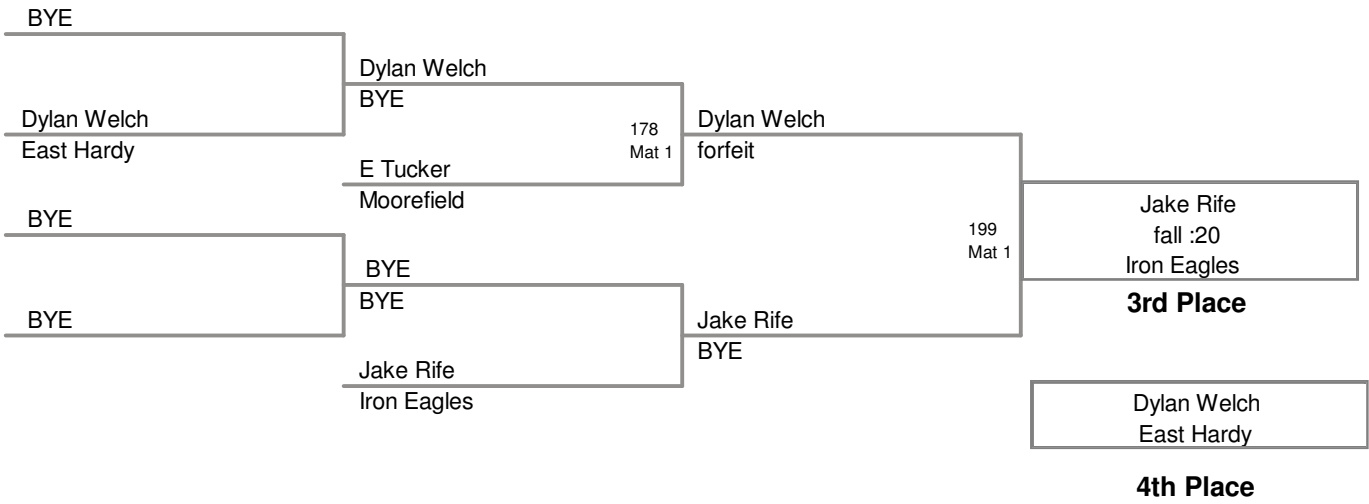 BYE
Dylan Welch
BYE
Dylan Welch
East Hardy
178
Mat 1
Dylan Welch
forfeit
E Tucker
Moorefield
BYE
199
Mat 1
Jake Rife
fall :20
Iron Eagles
3rd Place
BYE
BYE
BYE
Jake Rife
BYE
Jake Rife
Iron Eagles
Dylan Welch
East Hardy
4th Place